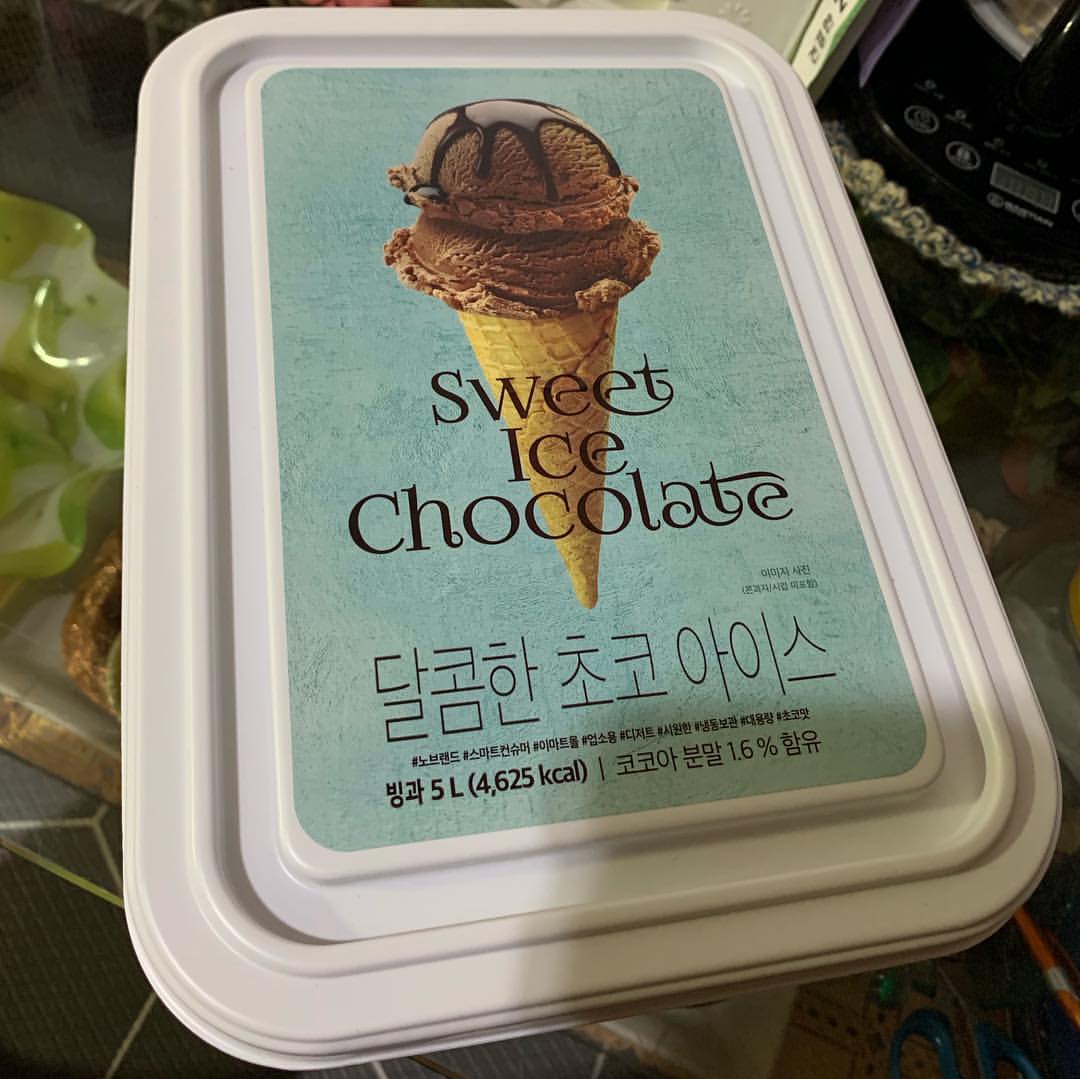 Sweet
Ice
Chocolate
이미지 사진
(콘과자/시럽 미포함)
달콤한 초코 아이스
#노브랜드 #스마트컨슈머 #이마트몰 #업소용 #디저트 #시원한 #냉동보관 #대용량 #초코맛
빙과 5 L (4,625 kcal) | 코코아 분말 1.6 % 함유